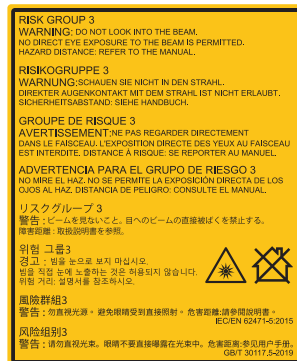 RISK GROUP 3
WARNING: DO NOT LOOK INTO THE BEAM.
NO DIRECT EYE EXPOSURE TO THE BEAM IS PERMITTED.
HAZARD DISTANCE: REFER TO THE MANUAL.
RISIKOGRUPPE 3
WARNUNG:SCHAUEN SIE NICHT IN DEN STRAHL.
DIREKTER AUGENKONTAKT MIT DEM STRAHL IST NICHT ERLAUBT.
SICHERHEITSABSTAND: SIEHE HANDBUCH.
GROUPE DE RISQUE 3
AVERTISSEMENT:NE PAS REGARDER DIRECTEMENT
DANS LE FAISCEAU. L'EXPOSITION DIRECTE DES YEUX AU FAISCEAU
EST INTERDITE. DISTANCE À RISQUE: SE REPORTER AU MANUEL.
ADVERTENCIA PARA EL GRUPO DE RIESGO 3
NO MIRE EL HAZ. NO SE PERMITE LA EXPOSICIÓN DIRECTA DE LOS
OJOS AL HAZ. DISTANCIA DE PELIGRO: CONSULTE EL MANUAL.
リスクグループ 3
警告 : ビームを見ないこと。目へのビームの直接被ばくを禁止する。
障害距離 : 取扱説明書を参照。
위험 그룹3
경고 : 빔을 눈으로 보지 마십시오.
빔을 직접 눈에 노출하는 것은 허용되지 않습니다.
위험 거리: 설명서를 참조하시오.
風險群組3
警告 : 勿直視光源。避免眼睛受到直接照射。危害距離:請參閱說明書。
IEC/EN 62471-5:2015
风险组别3
警告 : 请勿直视光束。眼睛不要直接曝露在光束中。危害距离:参见用户手册。
GB/T 30117.5-2019